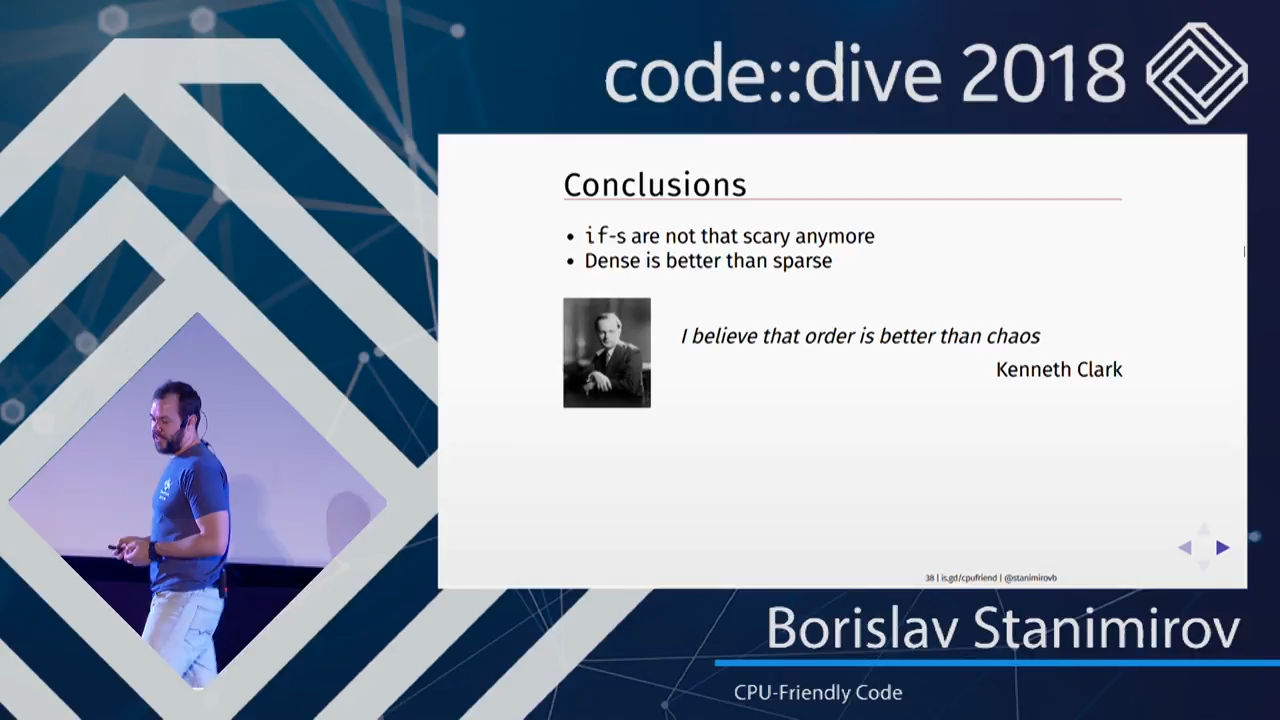 code::dive 2018
Conclusions
• if-s are not that scary anymore
• Dense is better than sparse
I believe that order is better than chaos
Kenneth Clark
38 | is.gd/cpufriend | @stanimirovb
Borislav Stanimirov
CPU-Friendly Code